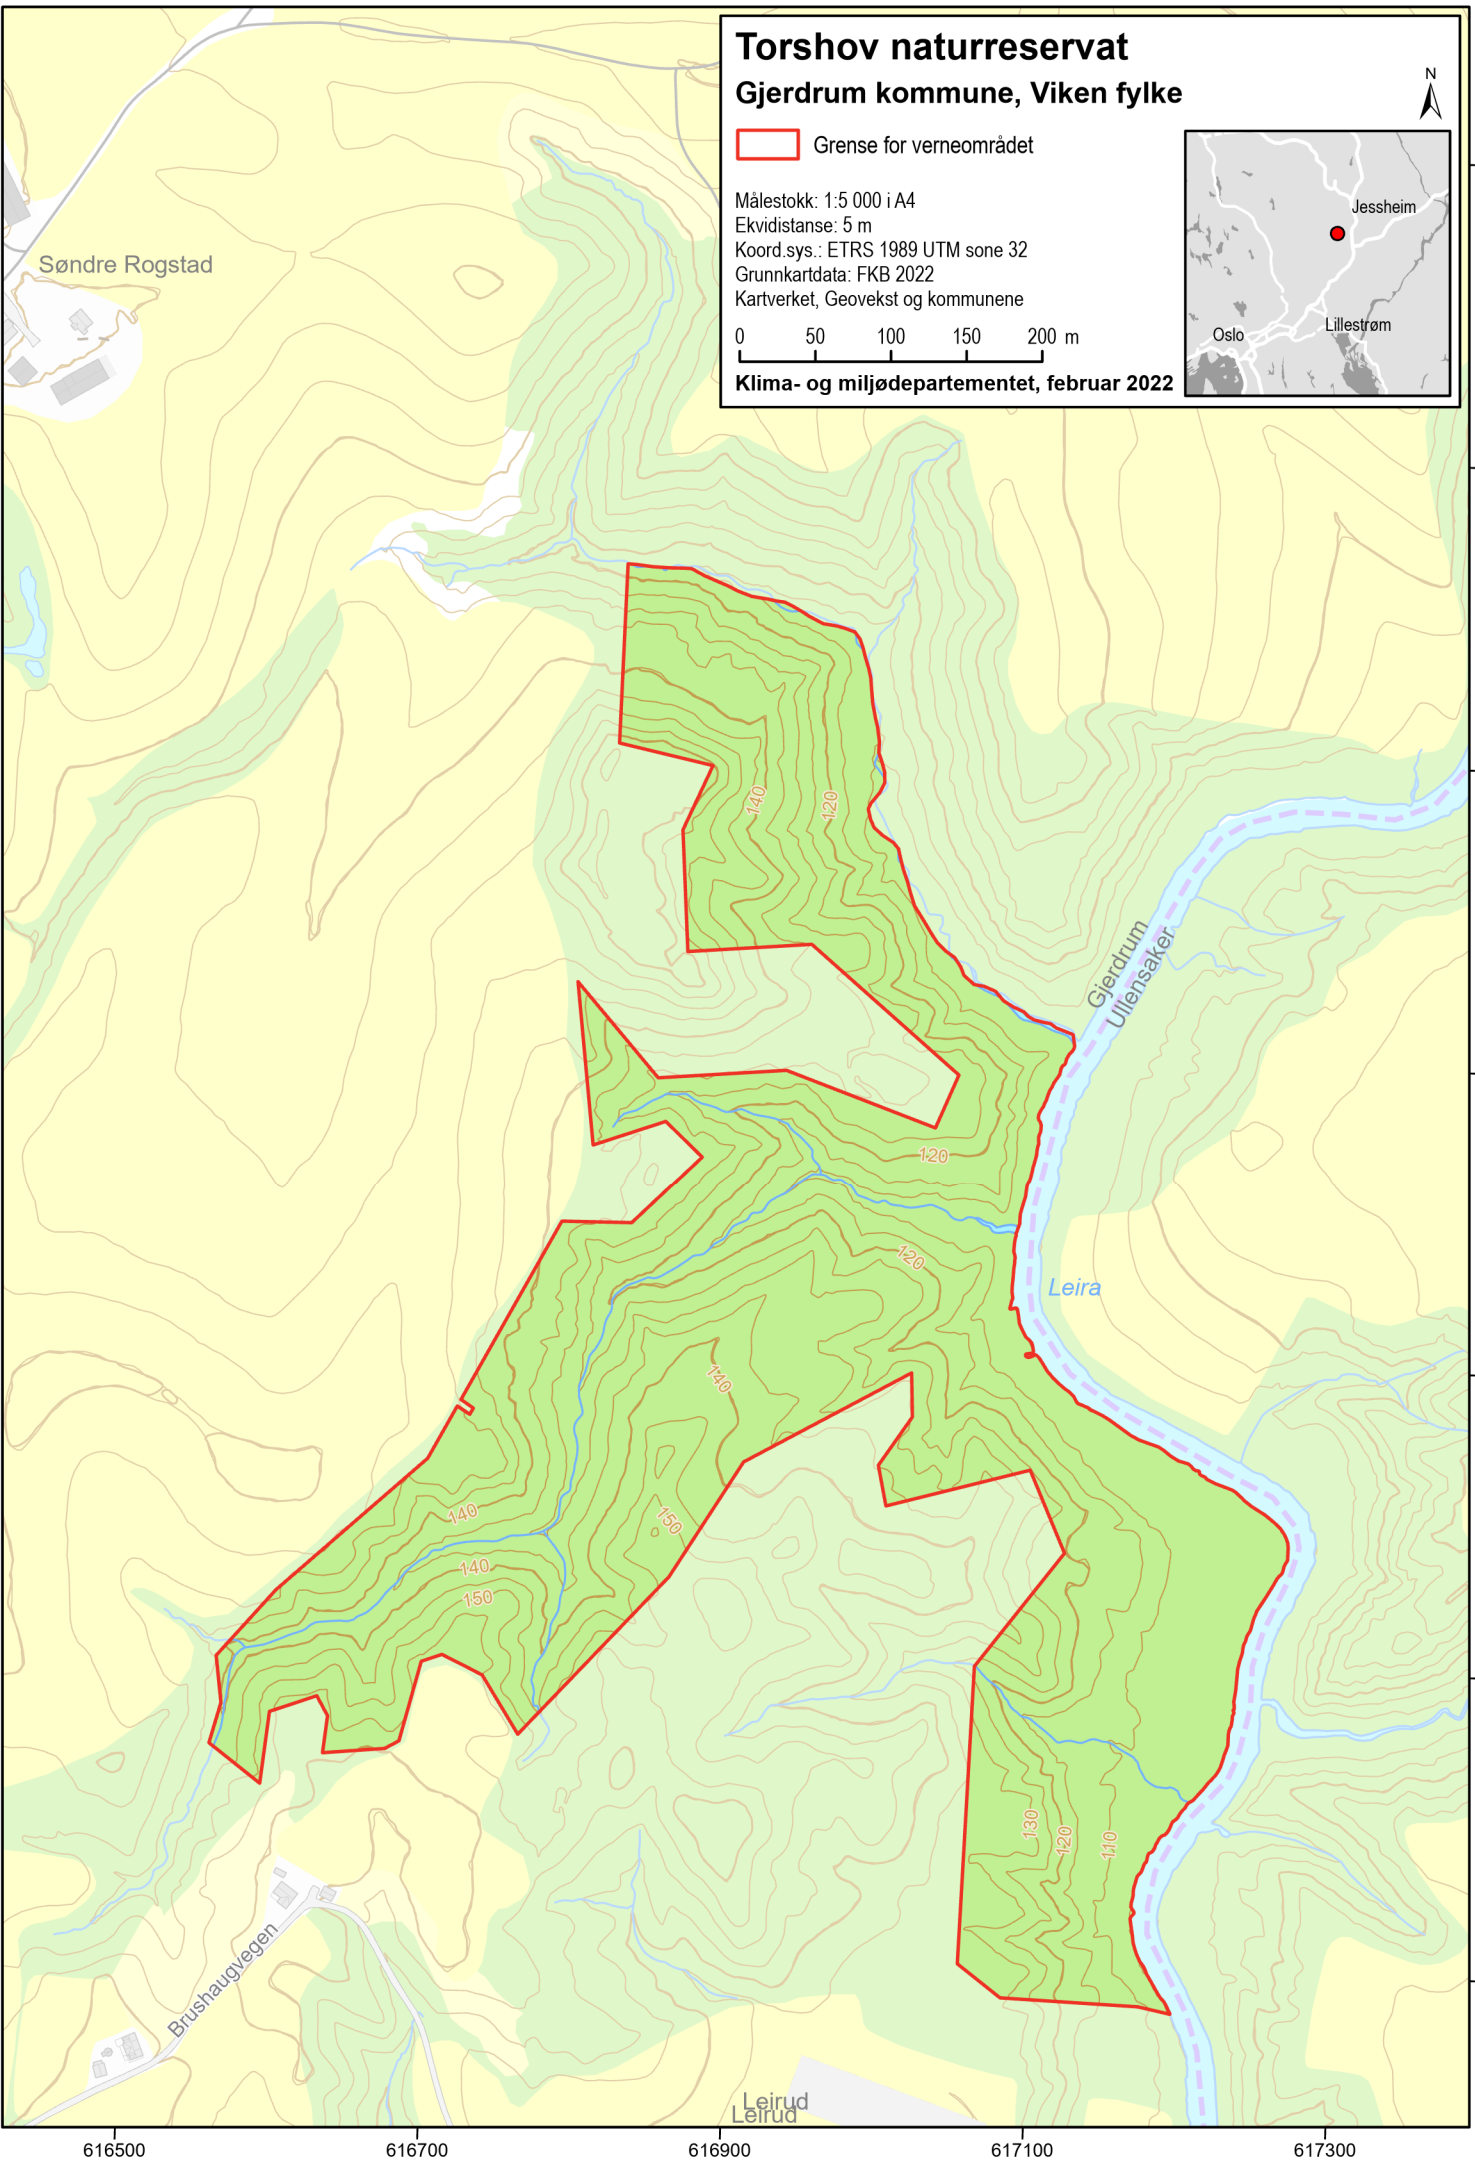 Torshov naturreservat
Gjerdrum kommune, Viken fylke
N
Grense for verneområdet
Målestokk: 1:5 000 i A4
Ekvidistanse: 5 m
Koord.sys.: ETRS 1989 UTM sone 32
Grunnkartdata: FKB 2022
Kartverket, Geovekst og kommunene
0 50 100 150 200 m
Klima- og miljødepartementet, februar 2022
Jessheim
Oslo
Lillestrøm
Søndre Rogstad
140
120
Gjerdrum
Ullensaker
120
120
Leira
140
140
150
140
150
130
120
110
Brushaugvegen
Leirud
Leirud
616500 616700 616900 617100 617300